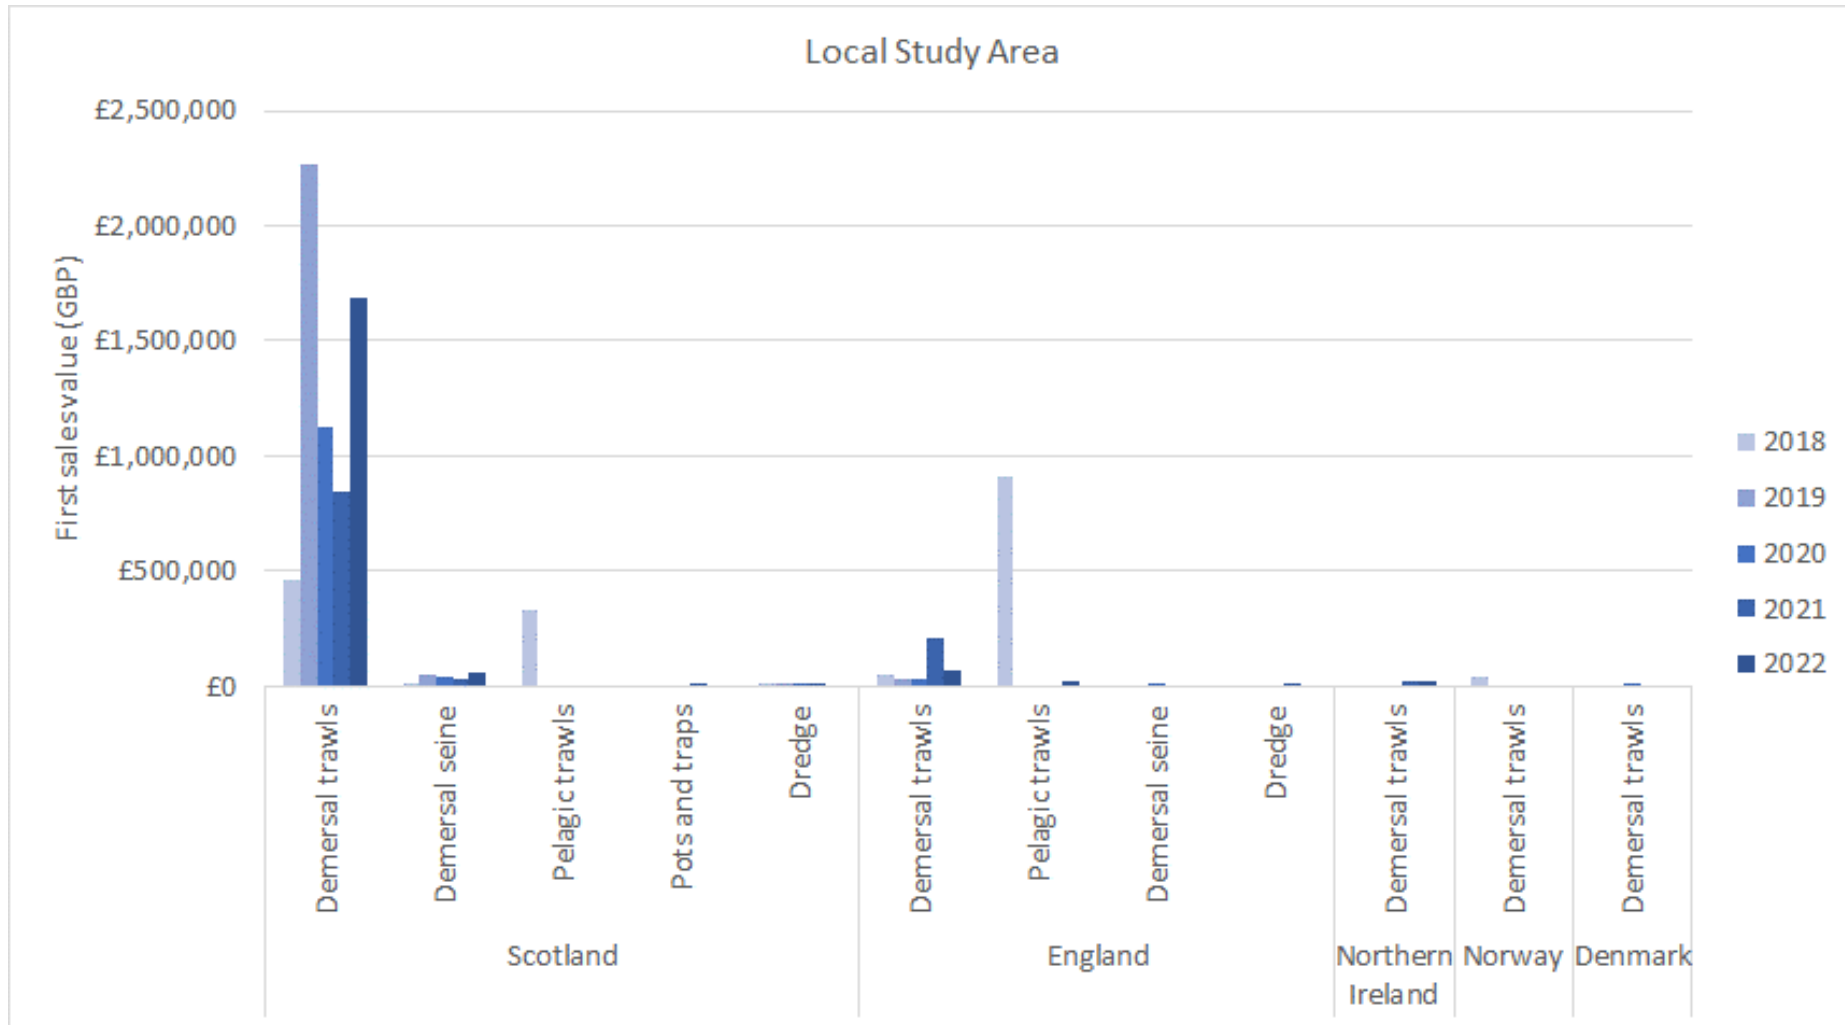 Local Study Area
£2,500,000
£2,000,000
£1,500,000
£1,000,000
£500,000
£0
First salesvalue (GBP)
2018
2019
2020
2021
2022
Demersal trawls
Demersal seine
Pelagic trawls
Pots and traps
Dredge
Demersal trawls
Pelagic trawls
Demersal seine
Dredge
Demersal trawls
Demersal trawls
Demersal trawls
Scotland
England
Northern
Ireland
Norway
Denmark